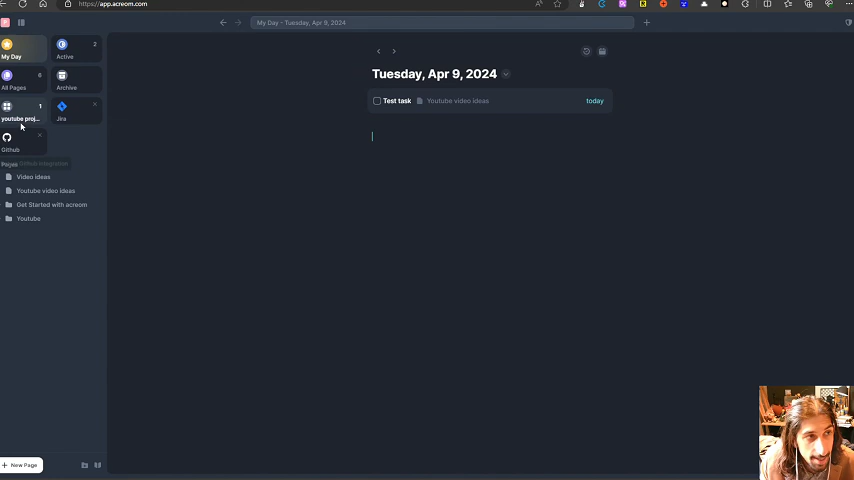 https://app.acreom.com
My Day - Tuesday, Apr 9, 2024
My Day
Active 2
All Pages 6
Archive
youtube proj... 1
Jira
Github
Pages
Github integration
Video ideas
Youtube video ideas
Get Started with acreom
Youtube
New Page
Tuesday, Apr 9, 2024
Test task Youtube video ideas today